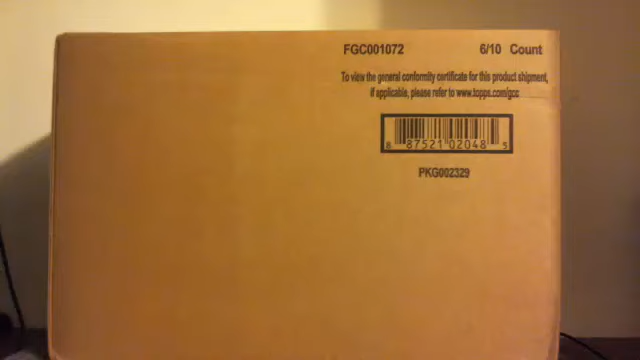 FGC001072 6/10 Count
To view the general conformity certificate for this product shipment,
if applicable, please refer to www.topps.com/gcc
8 87521 02048 5
PKG002329